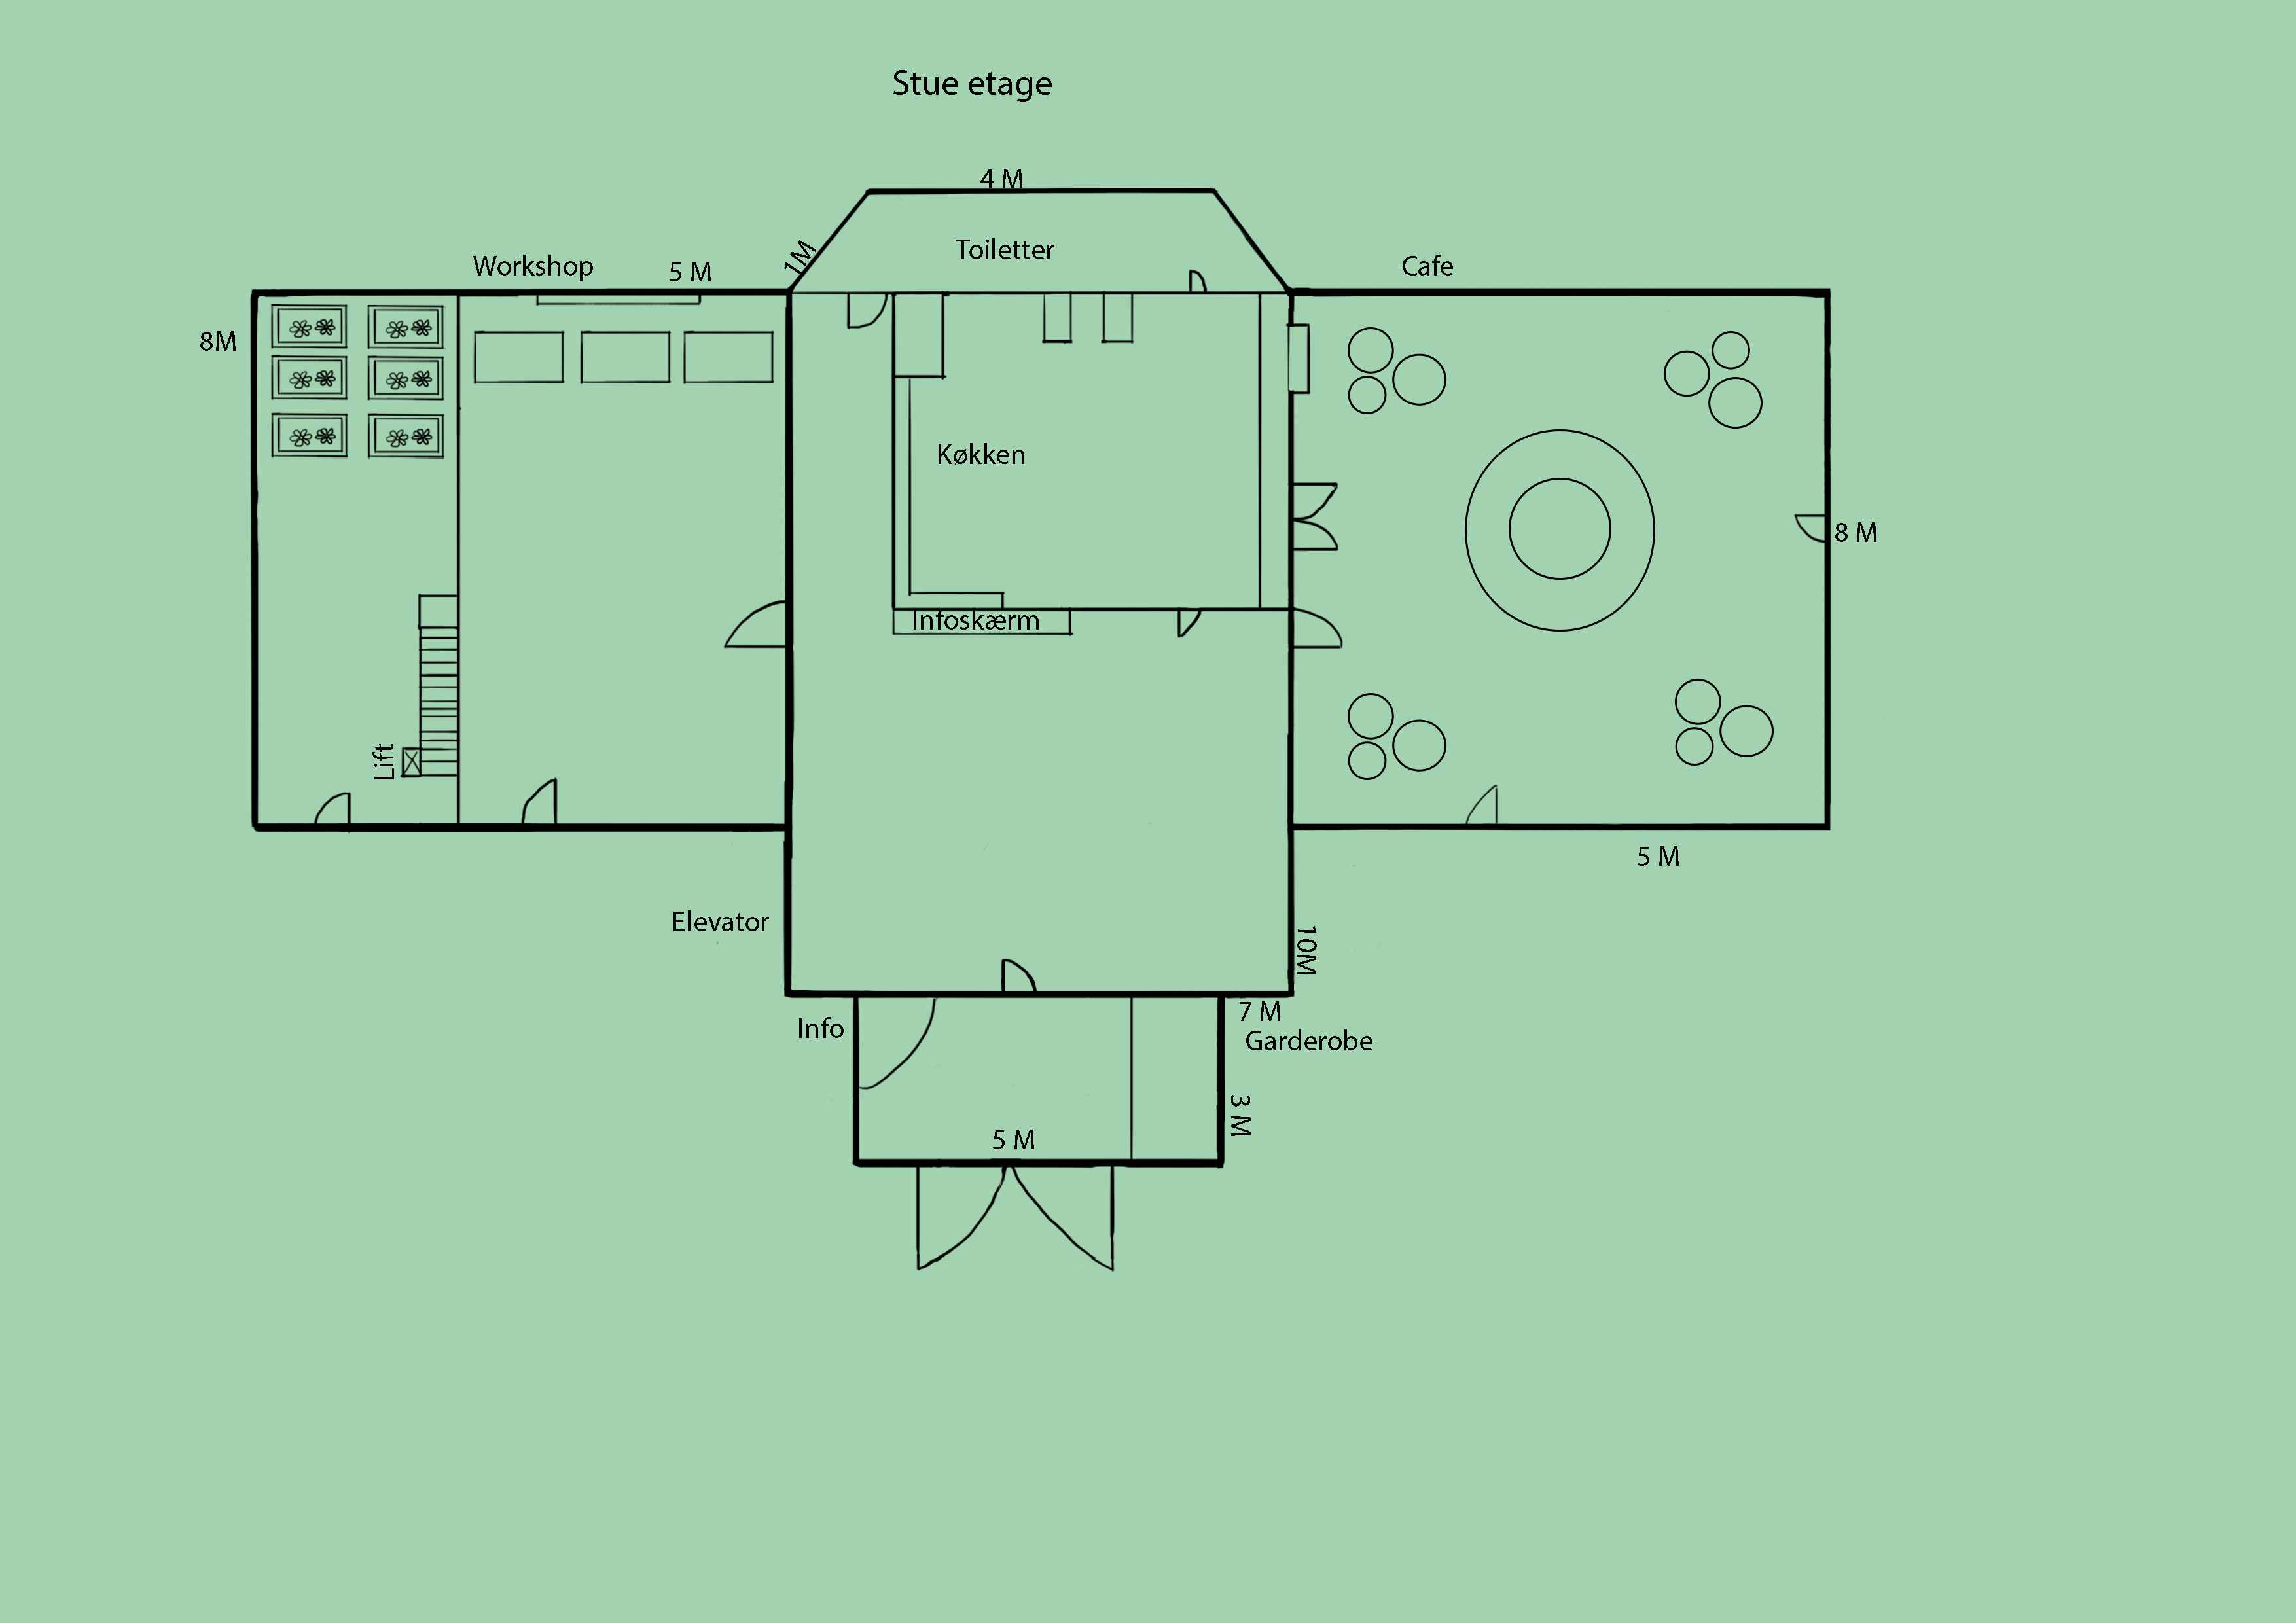 Stue etage
4 M
1M
Toiletter
Workshop
5 M
Cafe
8M
Køkken
8 M
Infoskærm
Lift
5 M
Elevator
10M
7 M
Info
Garderobe
3 M
5 M